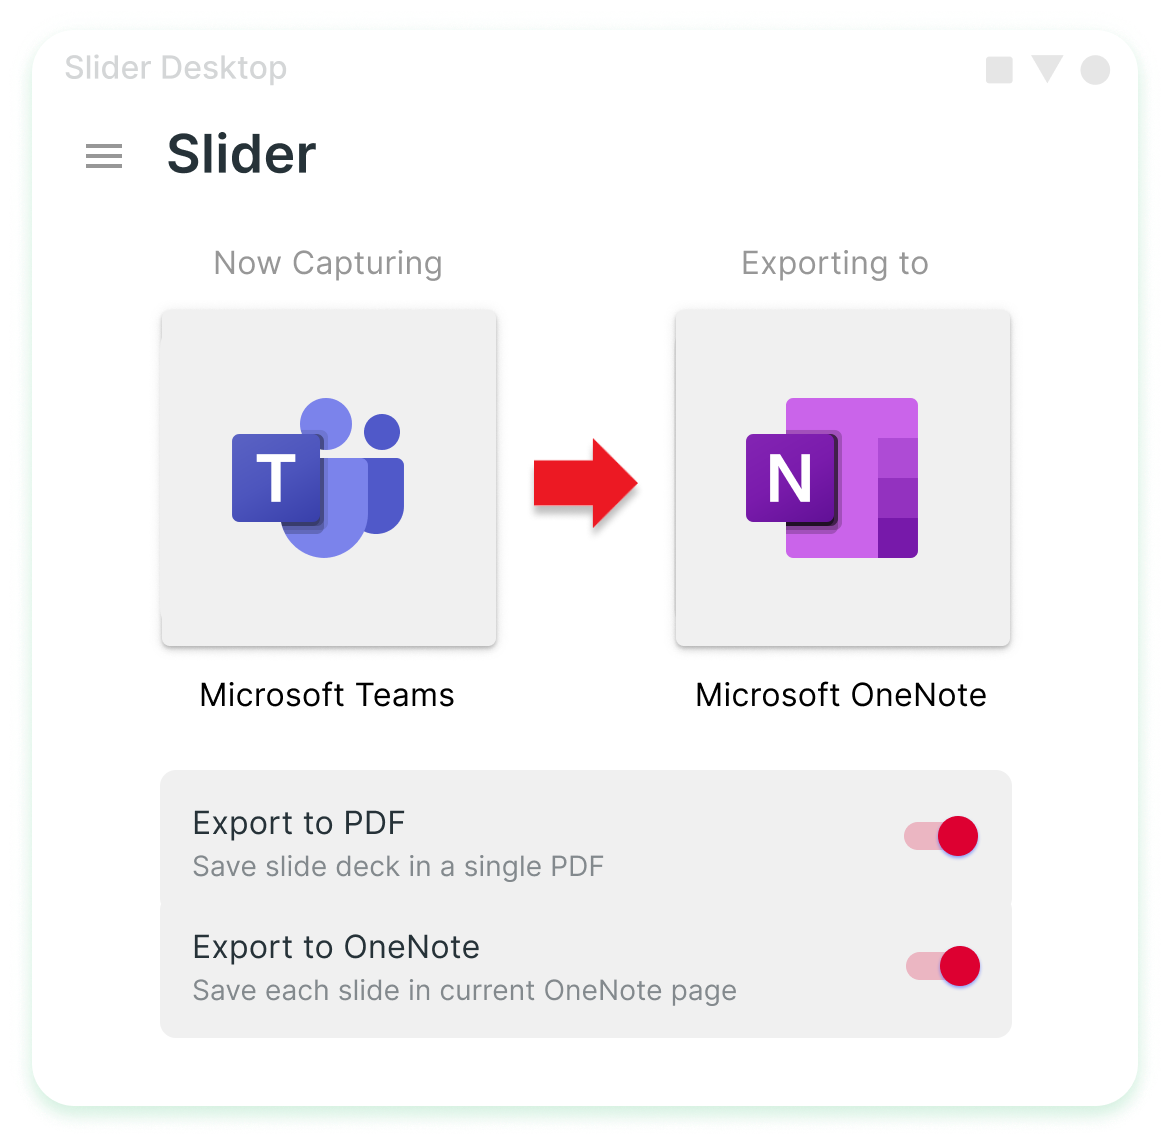 Slider Desktop
Slider
Now Capturing
Exporting to
T
N
Microsoft Teams
Microsoft OneNote
Export to PDF
Save slide deck in a single PDF
Export to OneNote
Save each slide in current OneNote page